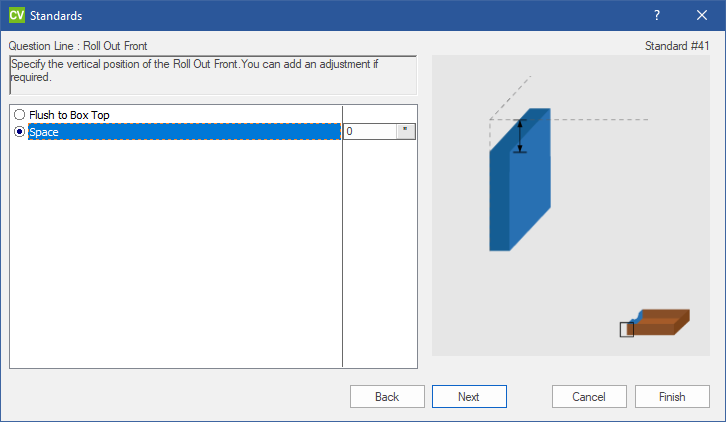 CV Standards ?
Question Line : Roll Out Front
Standard #41
Specify the vertical position of the Roll Out Front.You can add an adjustment if
required.
Flush to Box Top
Space 0 "
Back Next Cancel Finish